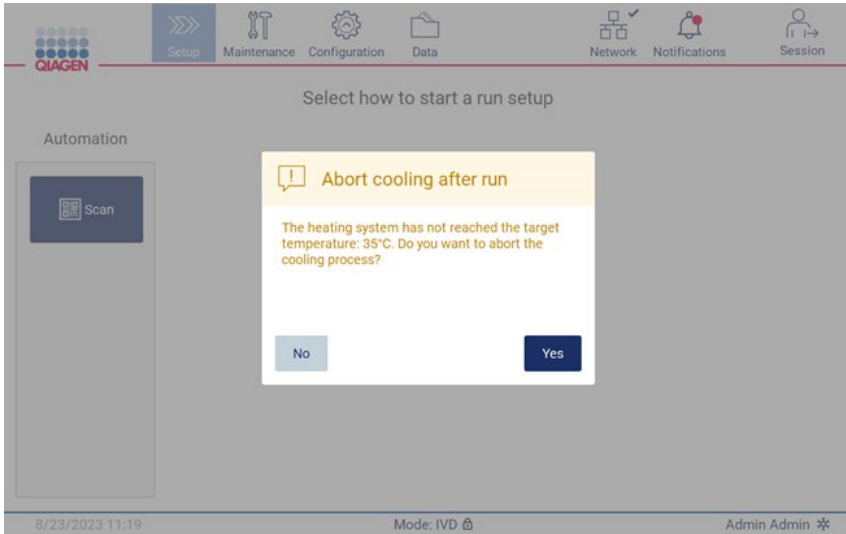 QIAGEN
Setup
Maintenance
Configuration
Data
Network
Notifications
Session
Select how to start a run setup
Automation
Scan
Abort cooling after run
The heating system has not reached the target
temperature: 35°C. Do you want to abort the
cooling process?
No
Yes
8/23/2023 11:19
Mode: IVD
Admin Admin